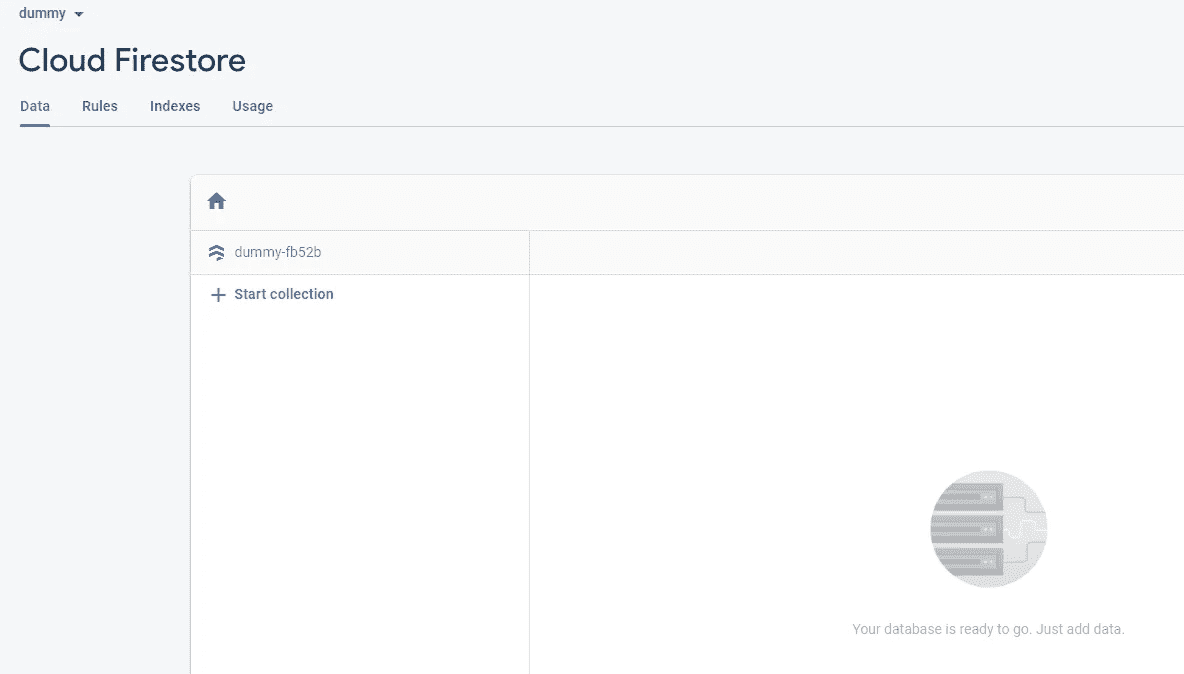 dummy
Cloud Firestore
Data Rules Indexes Usage
dummy-fb52b
Start collection
Your database is ready to go. Just add data.